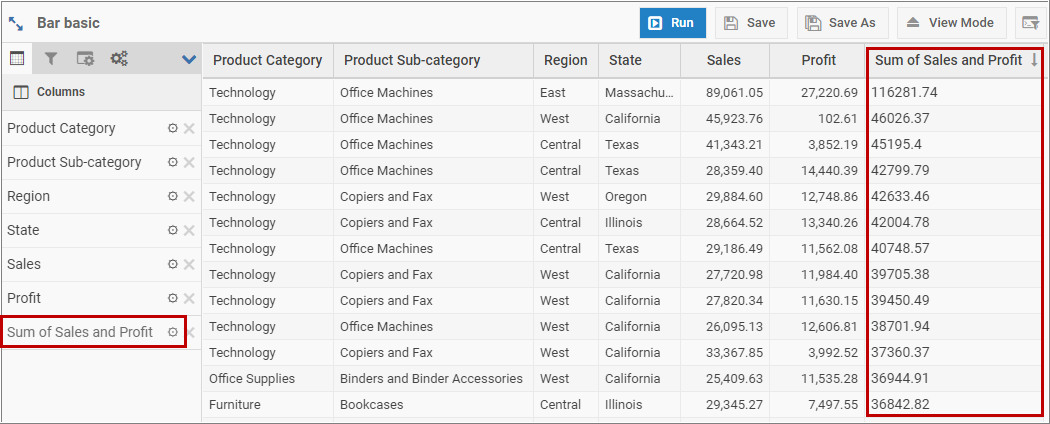 Bar basic Run Save Save As View Mode
Columns
Product Category
Product Sub-category
Region
State
Sales
Profit
Sum of Sales and Profit
Product Category Product Sub-category Region State Sales Profit Sum of Sales and Profit
Technology Office Machines East Massachu... 89,061.05 27,220.69 116281.74
Technology Office Machines West California 45,923.76 102.61 46026.37
Technology Office Machines Central Texas 41,343.21 3,852.19 45195.4
Technology Office Machines Central Texas 28,359.40 14,440.39 42799.79
Technology Copiers and Fax West Oregon 29,884.60 12,748.86 42633.46
Technology Copiers and Fax Central Illinois 28,664.52 13,340.26 42004.78
Technology Office Machines Central Texas 29,186.49 11,562.08 40748.57
Technology Copiers and Fax West California 27,720.98 11,984.40 39705.38
Technology Copiers and Fax West California 27,820.34 11,630.15 39450.49
Technology Office Machines West California 26,095.13 12,606.81 38701.94
Technology Copiers and Fax West California 33,367.85 3,992.52 37360.37
Office Supplies Binders and Binder Accessories West California 25,409.63 11,535.28 36944.91
Furniture Bookcases Central Illinois 29,345.27 7,497.55 36842.82